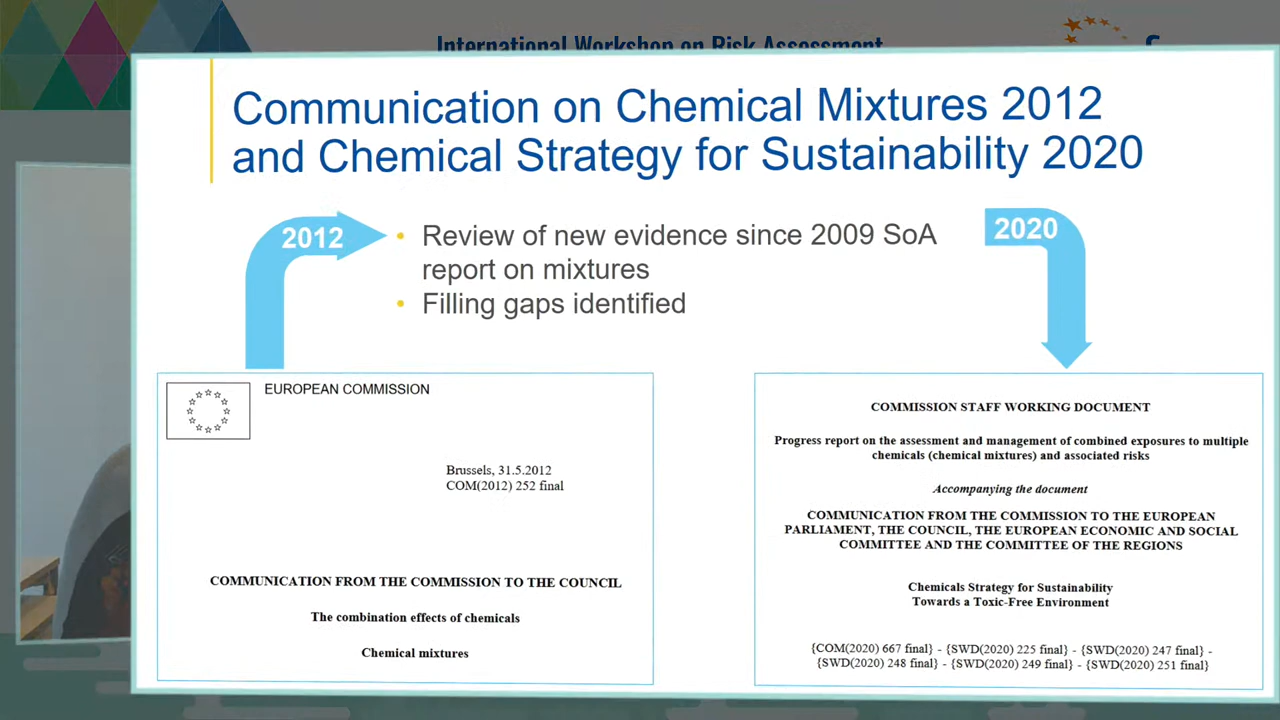 International Workshop on Risk Assessment
Communication on Chemical Mixtures 2012
and Chemical Strategy for Sustainability 2020
2012
• Review of new evidence since 2009 SoA
report on mixtures
• Filling gaps identified
2020
EUROPEAN COMMISSION
Brussels, 31.5.2012
COM(2012) 252 final
COMMUNICATION FROM THE COMMISSION TO THE COUNCIL
The combination effects of chemicals
Chemical mixtures
COMMISSION STAFF WORKING DOCUMENT
Progress report on the assessment and management of combined exposures to multiple
chemicals (chemical mixtures) and associated risks
Accompanying the document
COMMUNICATION FROM THE COMMISSION TO THE EUROPEAN
PARLIAMENT, THE COUNCIL, THE EUROPEAN ECONOMIC AND SOCIAL
COMMITTEE AND THE COMMITTEE OF THE REGIONS
Chemicals Strategy for Sustainability
Towards a Toxic-Free Environment
{COM(2020) 667 final} - {SWD(2020) 225 final} - {SWD(2020) 247 final} -
{SWD(2020) 248 final} - {SWD(2020) 249 final} - {SWD(2020) 251 final}